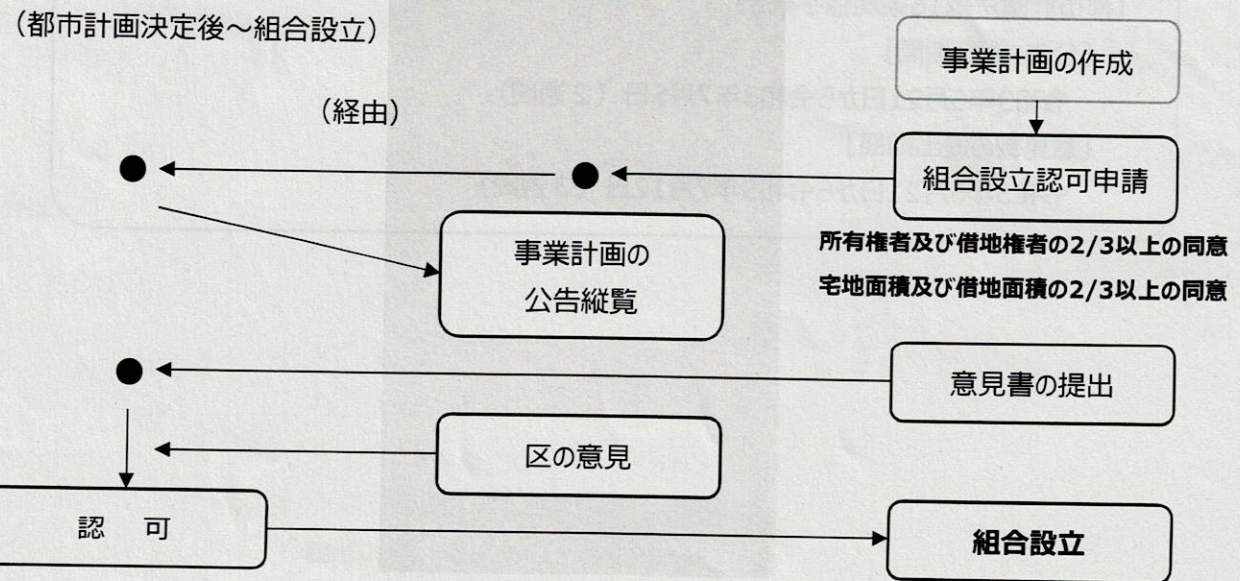 （都市計画決定後～組合設立）
事業計画の作成
（経由）
組合設立認可申請
所有権者及び借地権者の2/3以上の同意
宅地面積及び借地面積の2/3以上の同意
事業計画の
公告縦覧
意見書の提出
区の意見
認　可
組合設立